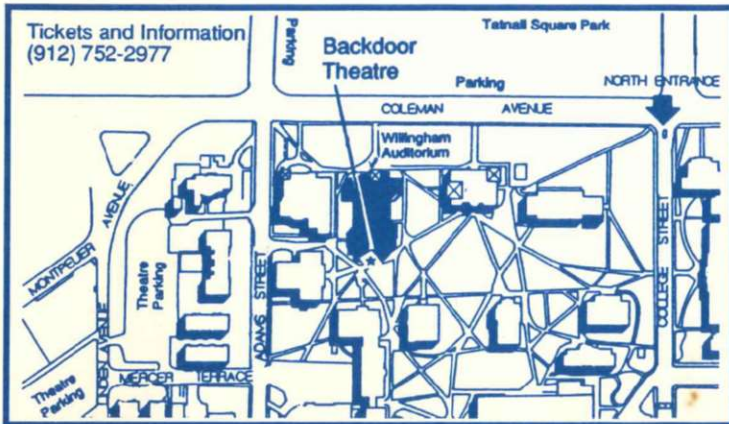 Tickets and Information
(912) 752-2977
Parking
Backdoor
Theatre
Tatnall Square Park
Parking
NORTH ENTRANCE
COLEMAN AVENUE
Willingham
Auditorium
MONTPELIER
AVENUE
Theatre
Parking
ADAMS STREET
COLLEGE STREET
LINDEN AVENUE
MERCER TERRACE
Theatre
Parking